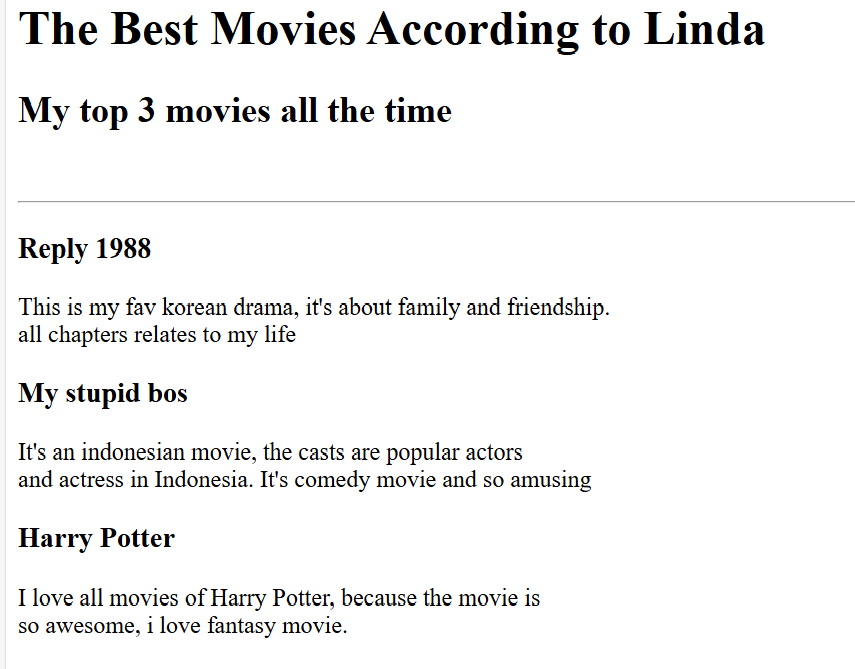 The Best Movies According to Linda
My top 3 movies all the time
Reply 1988
This is my fav korean drama, it's about family and friendship.
all chapters relates to my life
My stupid bos
It's an indonesian movie, the casts are popular actors
and actress in Indonesia. It's comedy movie and so amusing
Harry Potter
I love all movies of Harry Potter, because the movie is
so awesome, i love fantasy movie.